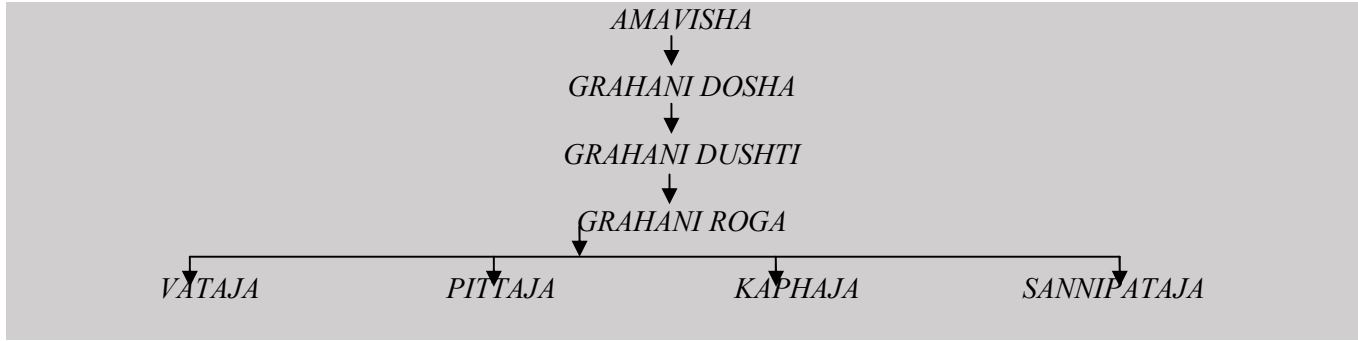 AMAVISHA
GRAHANI DOSHA
GRAHANI DUSHTI
GRAHANI ROGA
VATAJA PITTAJA KAPHAJA SANNIPATAJA